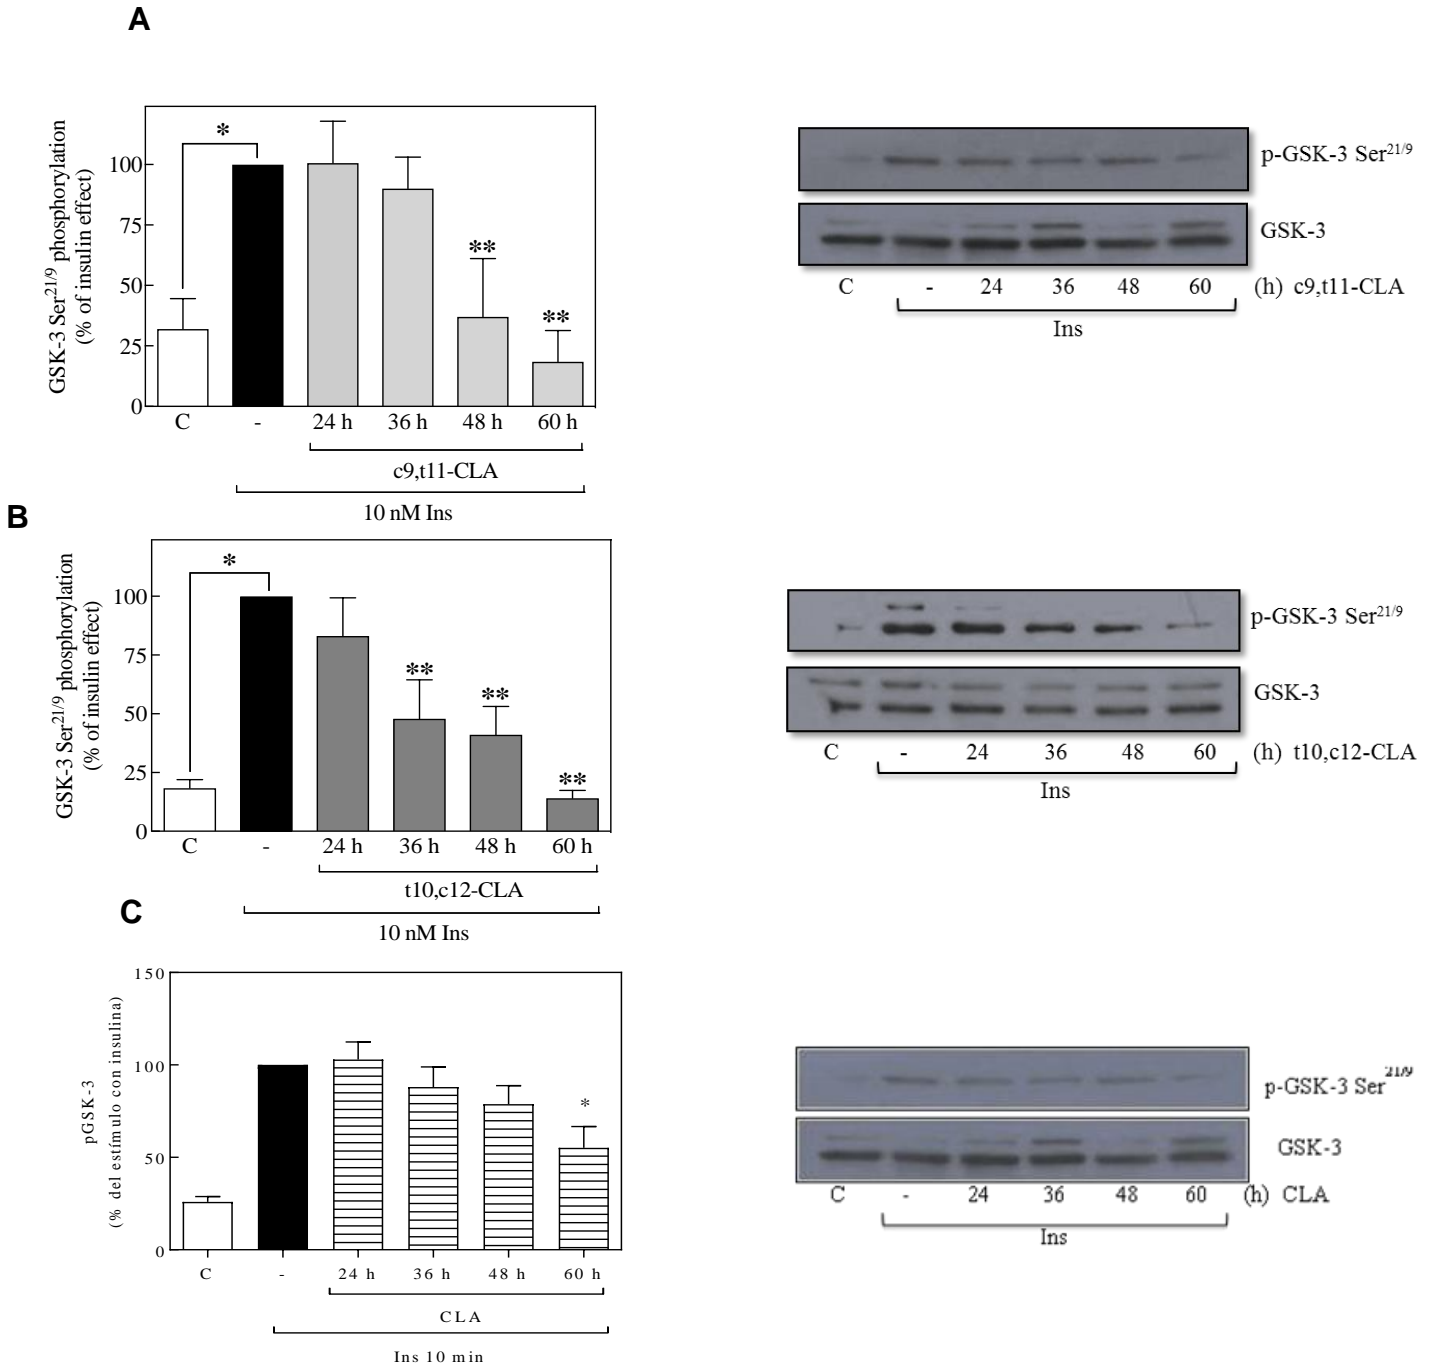 A
GSK-3 Ser21/9 phosphorylation
(% of insulin effect)
100
75
50
25
0
*
**
**
C - 24 h 36 h 48 h 60 h
c9,t11-CLA
10 nM Ins
p-GSK-3 Ser21/9
GSK-3
C - 24 36 48 60 (h) c9,t11-CLA
Ins
B
GSK-3 Ser21/9 phosphorylation
(% of insulin effect)
100
75
50
25
0
*
**
**
**
C - 24 h 36 h 48 h 60 h
t10,c12-CLA
10 nM Ins
p-GSK-3 Ser21/9
GSK-3
C - 24 36 48 60 (h) t10,c12-CLA
Ins
C
pGSK-3
(% del estímulo con insulina)
150
100
50
0
*
C - 24 h 36 h 48 h 60 h
CLA
Ins 10 min
p-GSK-3 Ser21/9
GSK-3
C - 24 36 48 60 (h) CLA
Ins